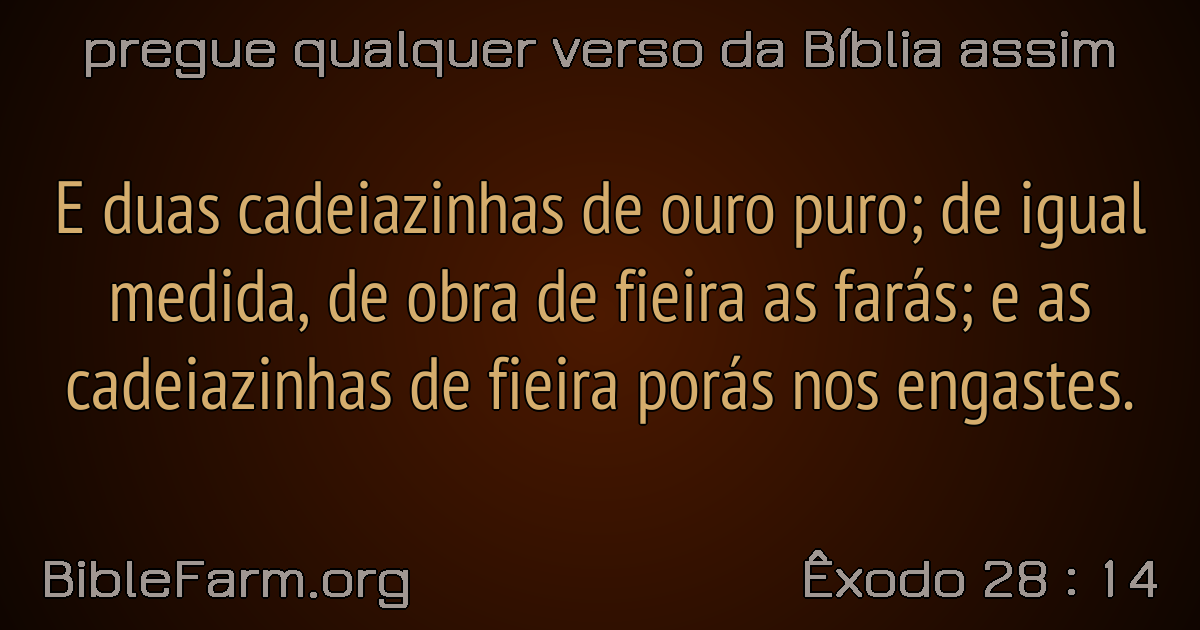 pregue qualquer verso da Bíblia assim
E duas cadeiazinhas de ouro puro; de igual
medida, de obra de fieira as farás; e as
cadeiazinhas de fieira porás nos engastes.
BibleFarm.org
Êxodo 28 : 14